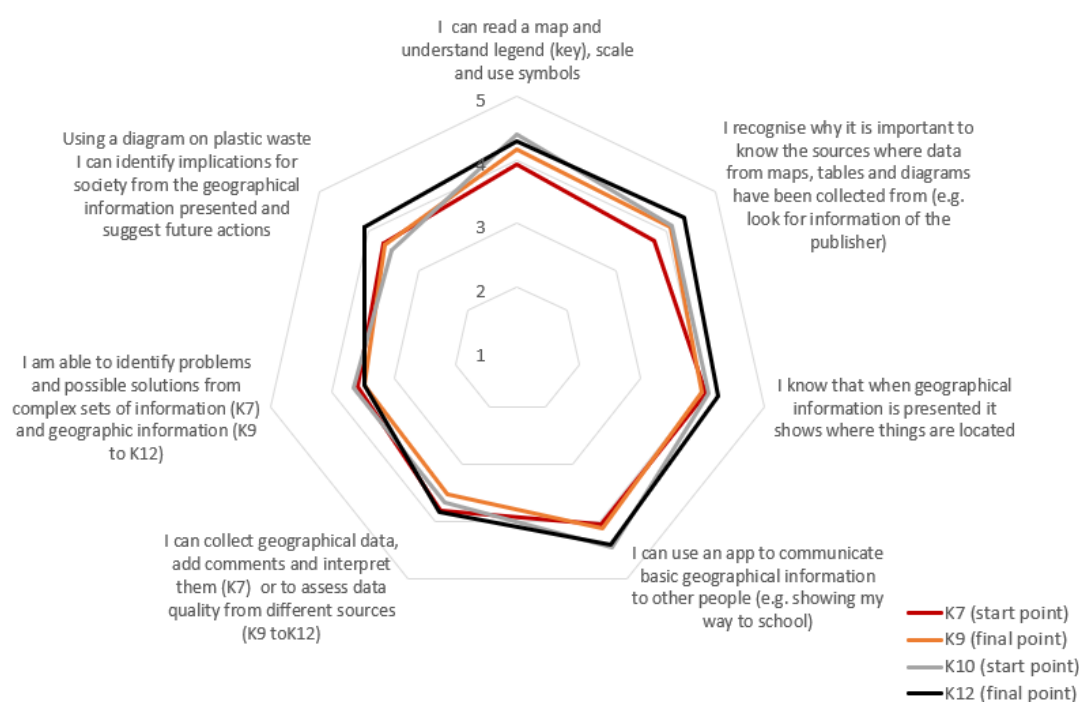 I can read a map and
understand legend (key), scale
and use symbols
5
4
3
2
1
I recognise why it is important to
know the sources where data
from maps, tables and diagrams
have been collected from (e.g.
look for information of the
publisher)
I know that when geographical
information is presented it
shows where things are located
I can use an app to communicate
basic geographical information
to other people (e.g. showing my
way to school)
I can collect geographical data,
add comments and interpret
them (K7) or to assess data
quality from different sources
(K9 toK12)
I am able to identify problems
and possible solutions from
complex sets of information (K7)
and geographic information (K9
to K12)
Using a diagram on plastic waste
I can identify implications for
society from the geographical
information presented and
suggest future actions
K7 (start point)
K9 (final point)
K10 (start point)
K12 (final point)